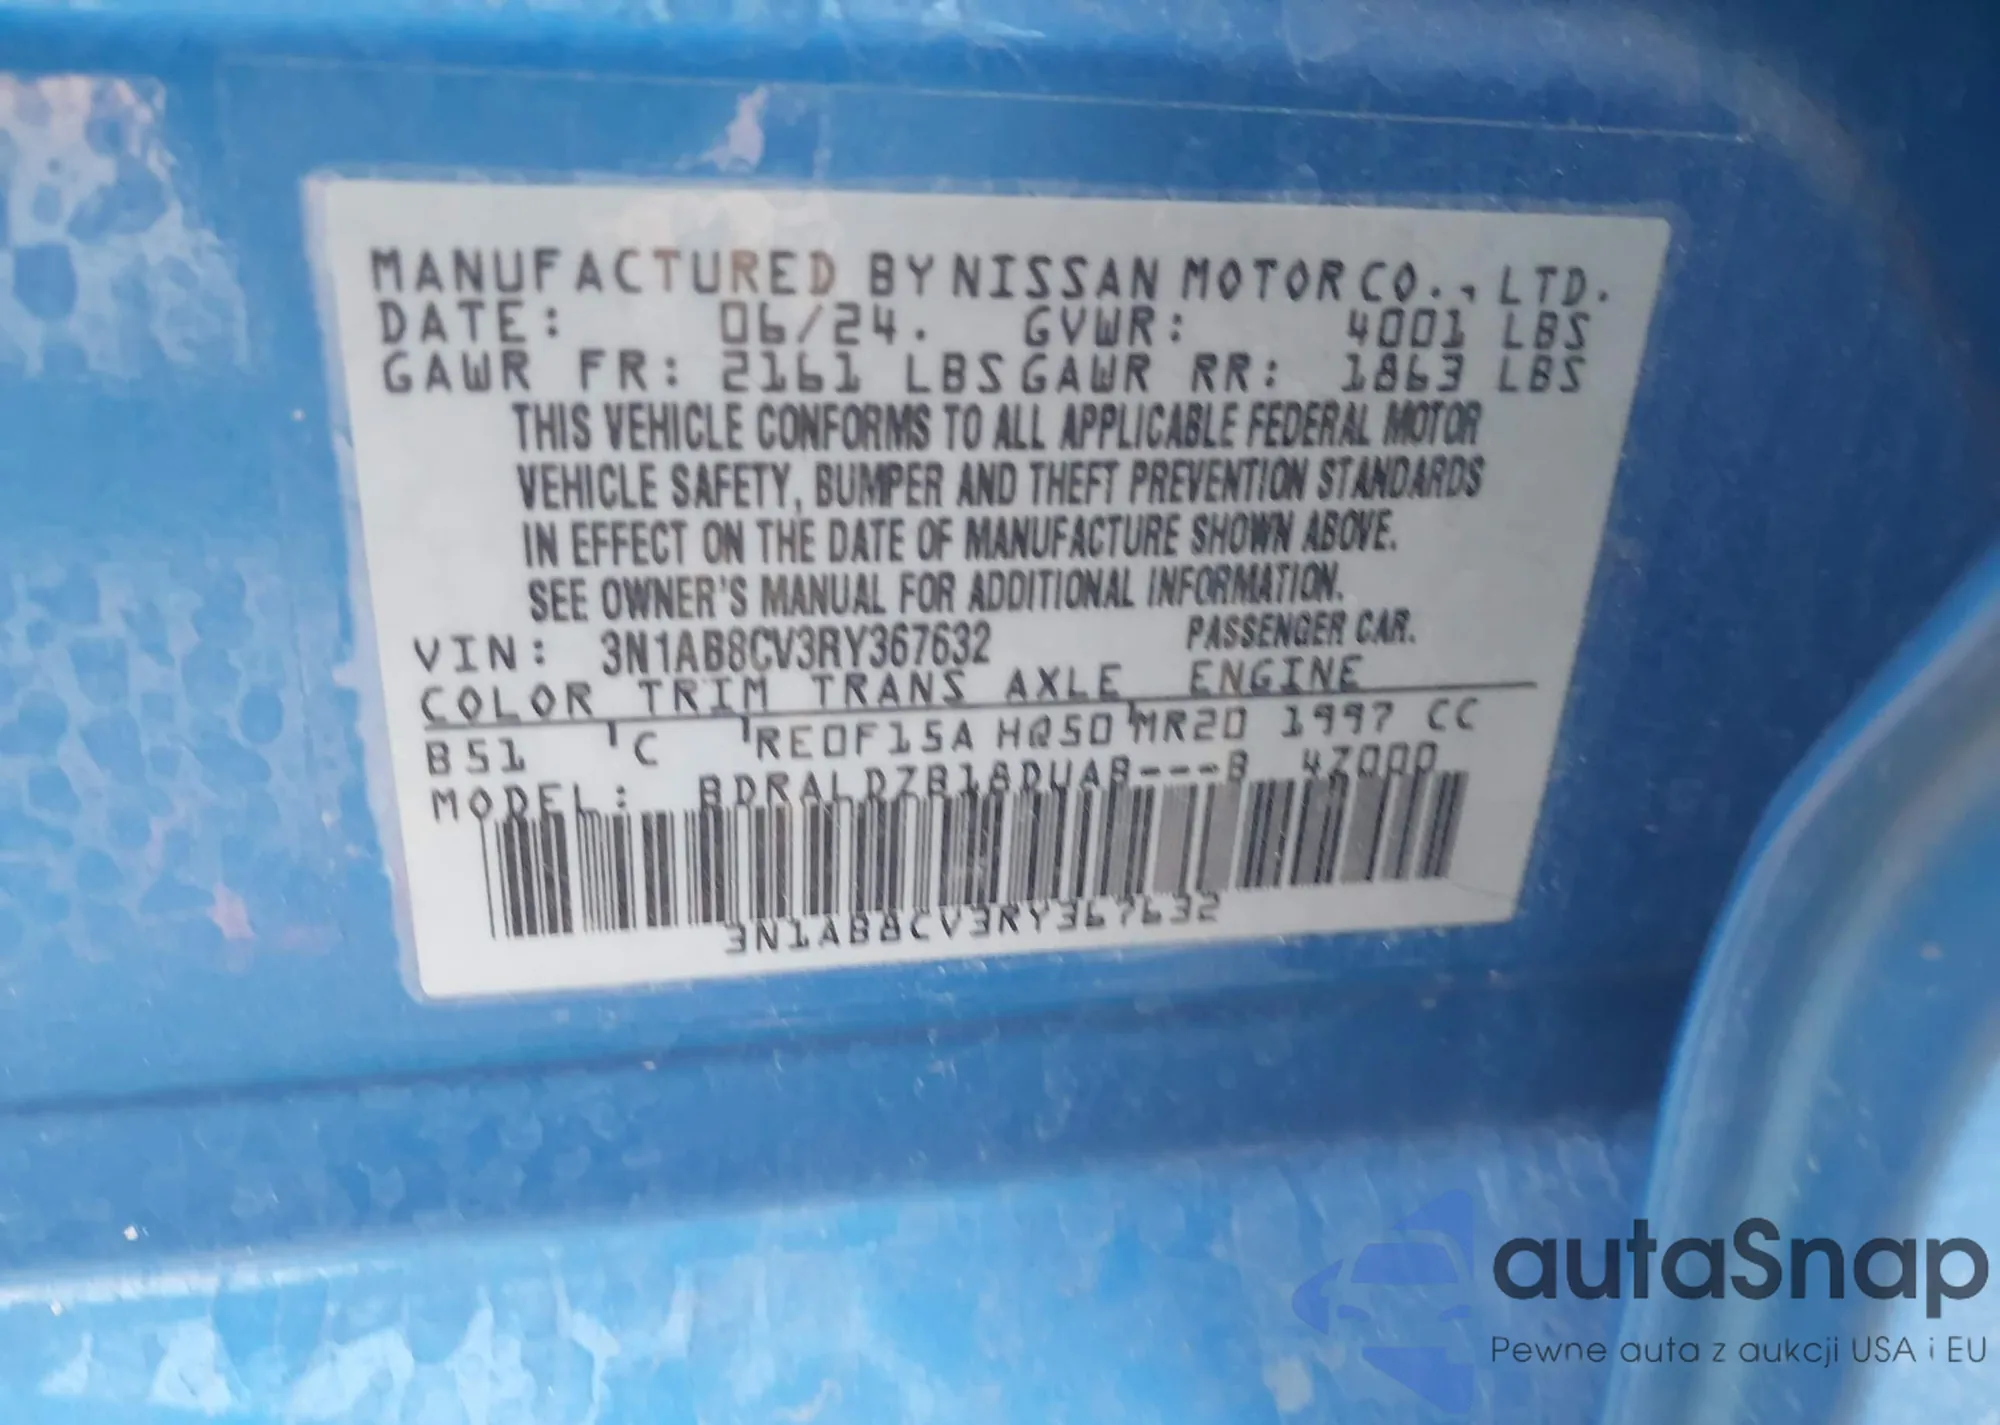 MANUFACTURED BY NISSAN MOTOR CO., LTD.
DATE: 06/24. GVWR: 4001 LBS
GAWR FR: 2161 LBS GAWR RR: 1863 LBS
THIS VEHICLE CONFORMS TO ALL APPLICABLE FEDERAL MOTOR
VEHICLE SAFETY, BUMPER AND THEFT PREVENTION STANDARDS
IN EFFECT ON THE DATE OF MANUFACTURE SHOWN ABOVE.
SEE OWNER'S MANUAL FOR ADDITIONAL INFORMATION.
VIN: 3N1AB8CV3RY367632 PASSENGER CAR.
COLOR TRIM TRANS AXLE ENGINE
B51 C RE0F15A HQ50 MR20 1997 CC
MODEL:
3N1AB8CV3RY367632
autaSnap
Pewne auta z aukcji USA i EU